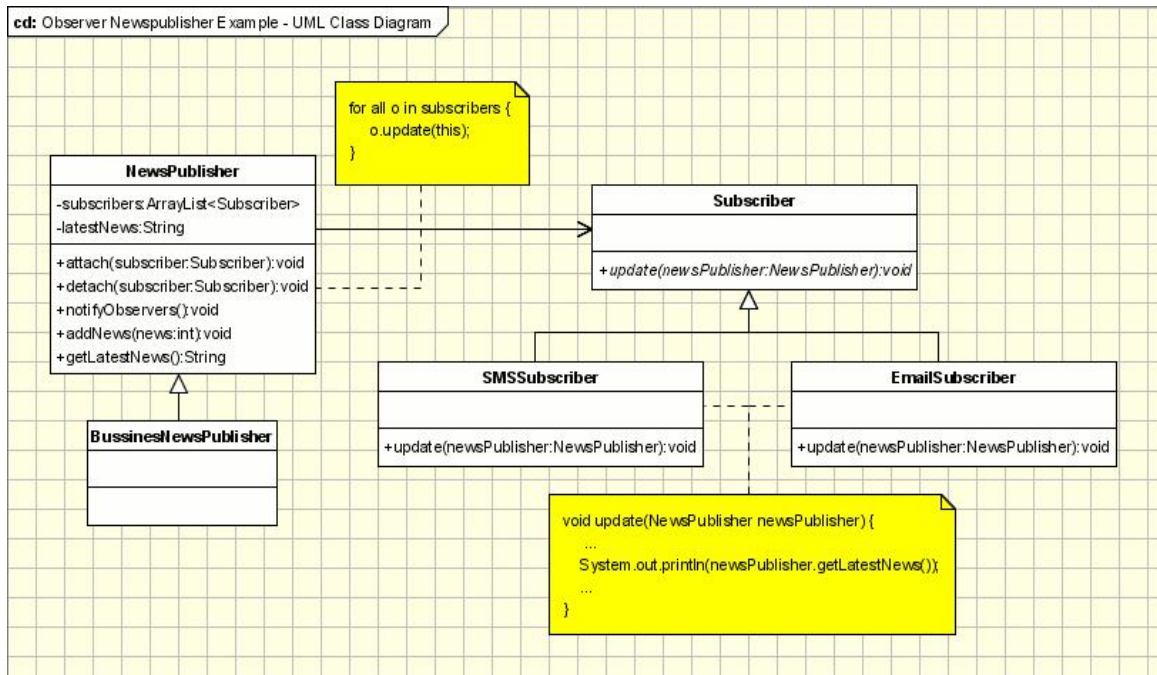 cd: Observer Newspublisher Example - UML Class Diagram
for all o in subscribers {
o.update(this);
}
NewsPublisher
-subscribers:ArrayList<Subscriber>
-latestNews:String
+attach(subscriber:Subscriber):void
+detach(subscriber:Subscriber):void
+notifyObservers():void
+addNews(news:int):void
+getLatestNews():String
Subscriber
+update(newsPublisher:NewsPublisher):void
SMSSubscriber
+update(newsPublisher:NewsPublisher):void
EmailSubscriber
+update(newsPublisher:NewsPublisher):void
BussinesNewsPublisher
void update(NewsPublisher newsPublisher) {
...
System.out.println(newsPublisher.getLatestNews());
...
}